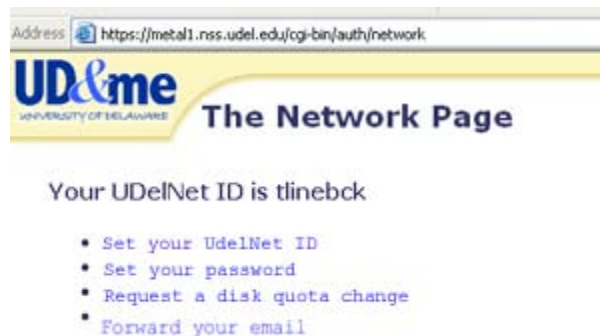 Address https://metal1.nss.udel.edu/cgi-bin/auth/network
UD&me
UNIVERSITY OF DELAWARE
The Network Page
Your UDelNet ID is tlinebck
Set your UdelNet ID
Set your password
Request a disk quota change
Forward your email